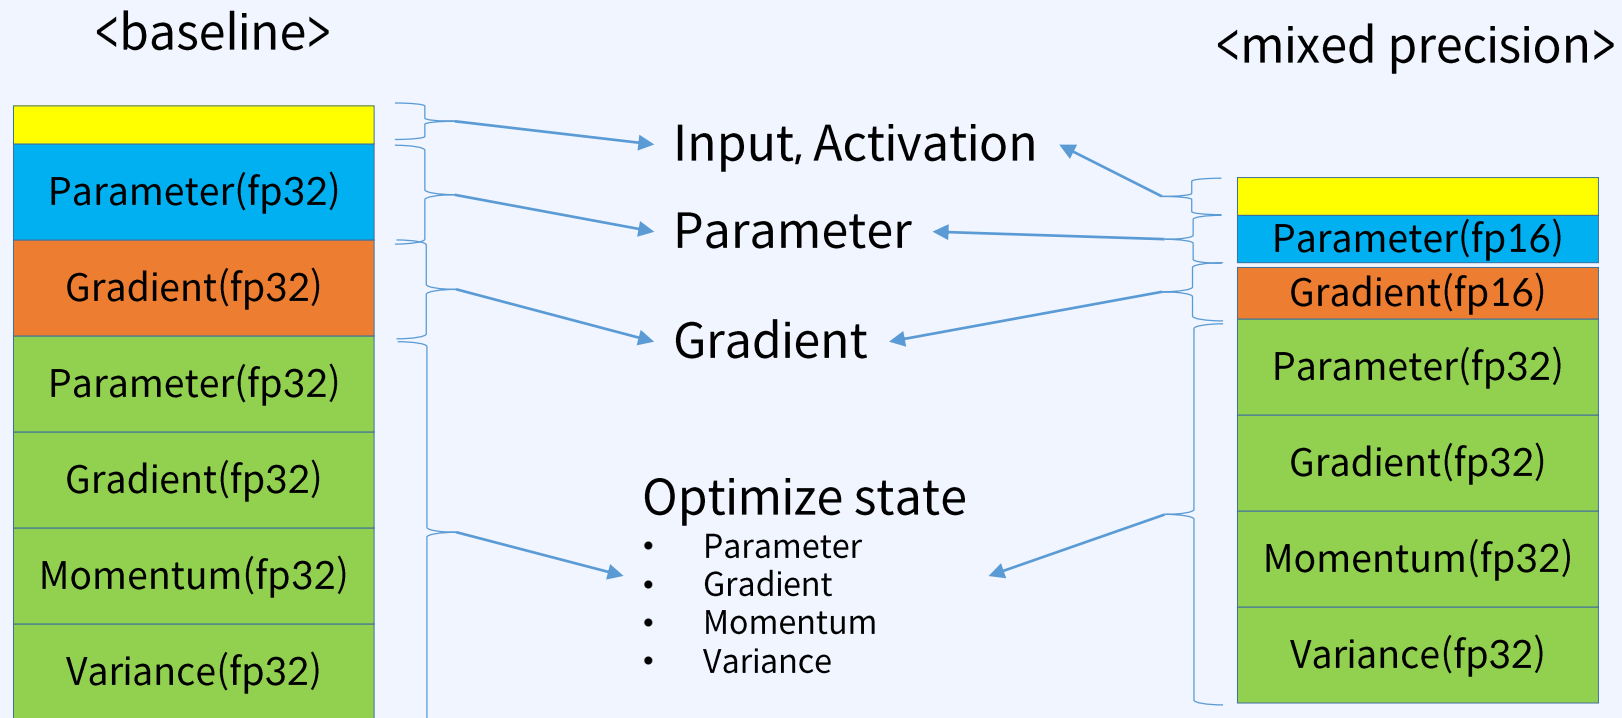 <baseline>
Parameter(fp32)
Gradient(fp32)
Parameter(fp32)
Gradient(fp32)
Momentum(fp32)
Variance(fp32)
Input, Activation
Parameter
Gradient
Optimize state
• Parameter
• Gradient
• Momentum
• Variance
<mixed precision>
Parameter(fp16)
Gradient(fp16)
Parameter(fp32)
Gradient(fp32)
Momentum(fp32)
Variance(fp32)